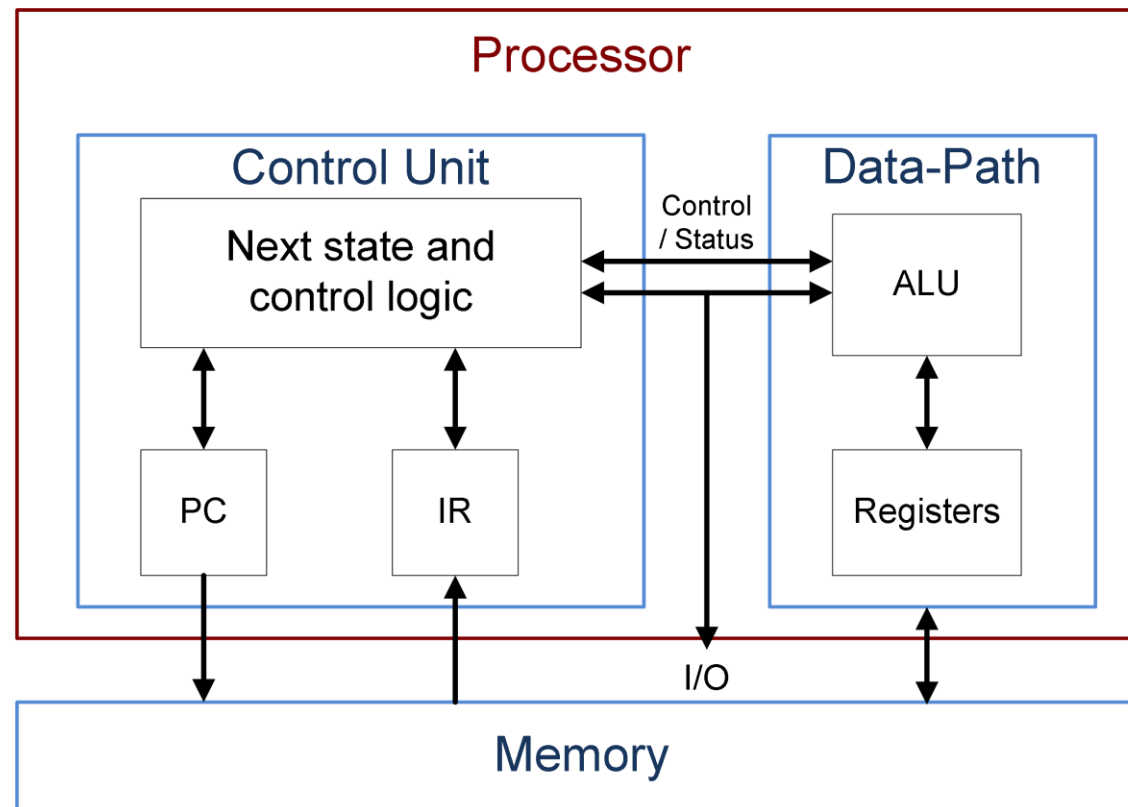 Processor
Control Unit
Data-Path
Control
/ Status
Next state and
control logic
ALU
PC
IR
Registers
I/O
Memory